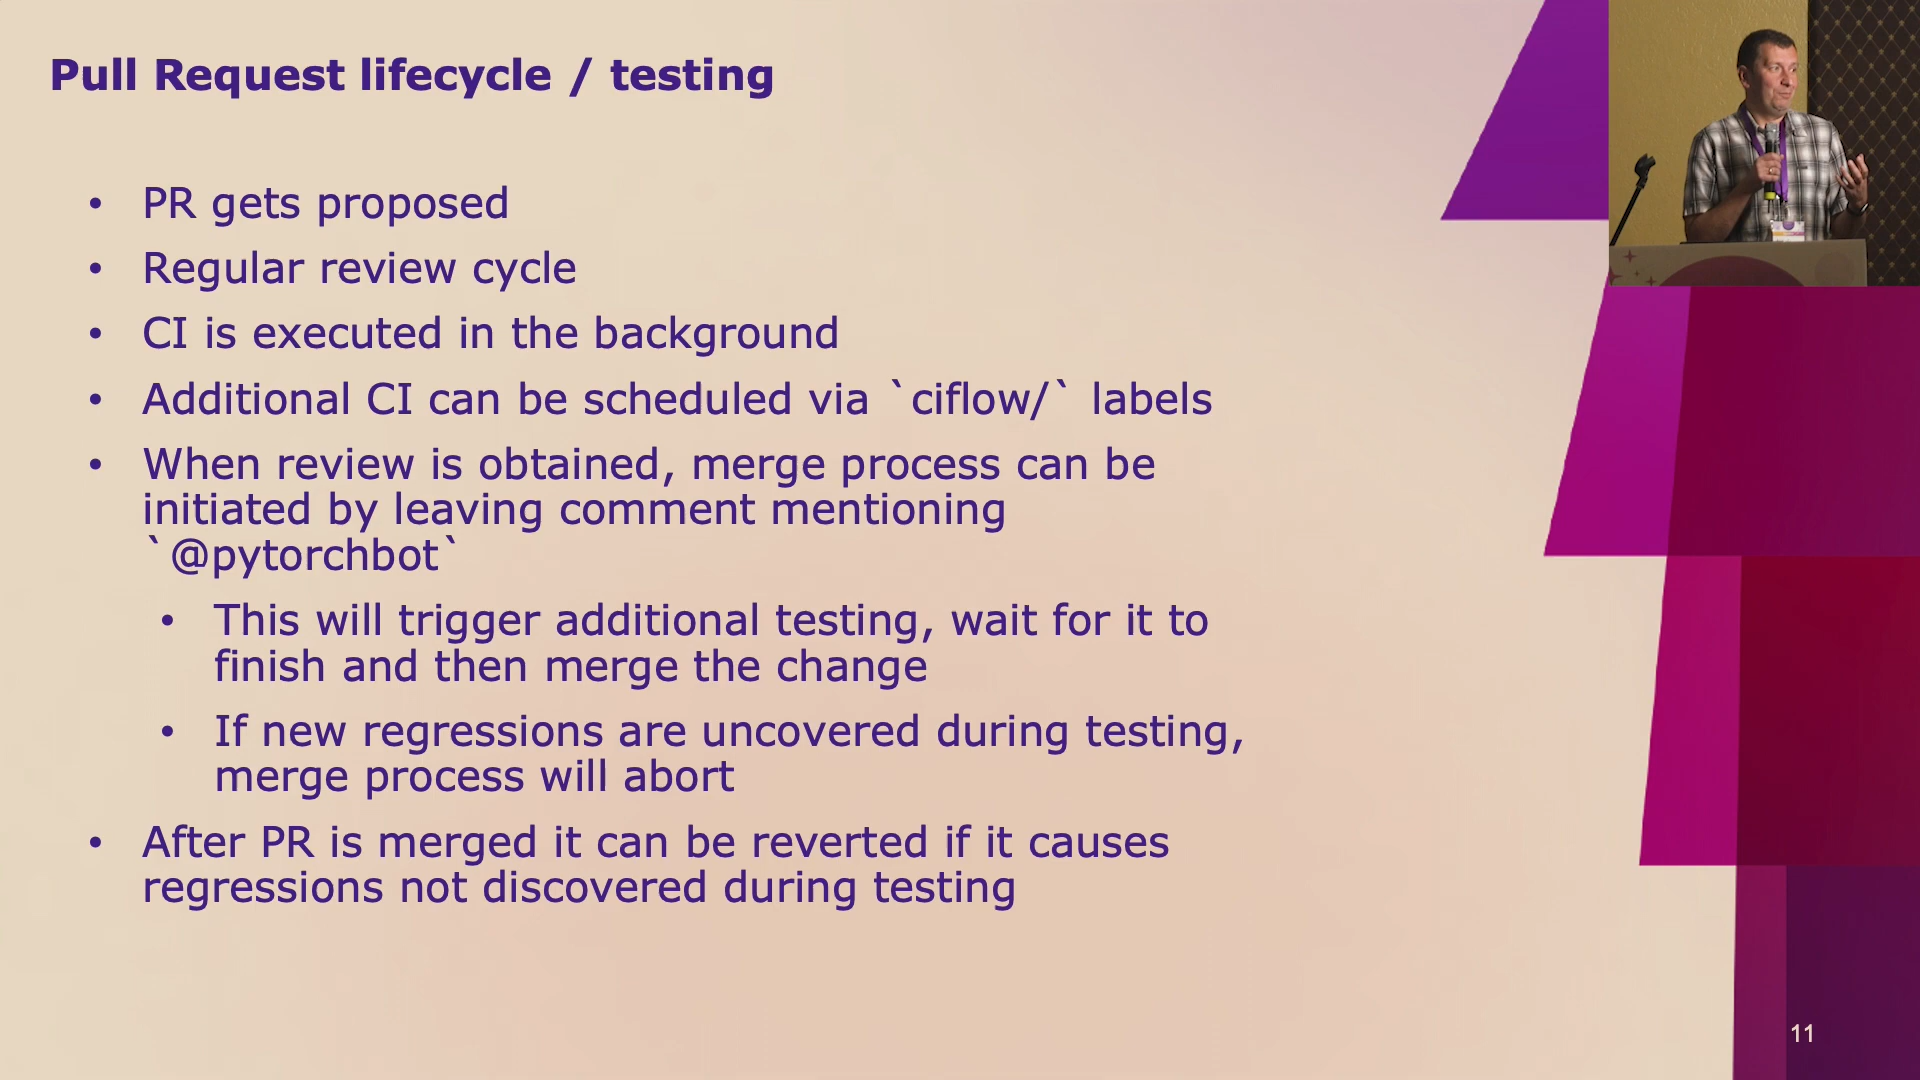 Pull Request lifecycle / testing
• PR gets proposed
• Regular review cycle
• CI is executed in the background
• Additional CI can be scheduled via `ciflow/` labels
• When review is obtained, merge process can be
initiated by leaving comment mentioning
`@pytorchbot`
• This will trigger additional testing, wait for it to
finish and then merge the change
• If new regressions are uncovered during testing,
merge process will abort
• After PR is merged it can be reverted if it causes
regressions not discovered during testing
11